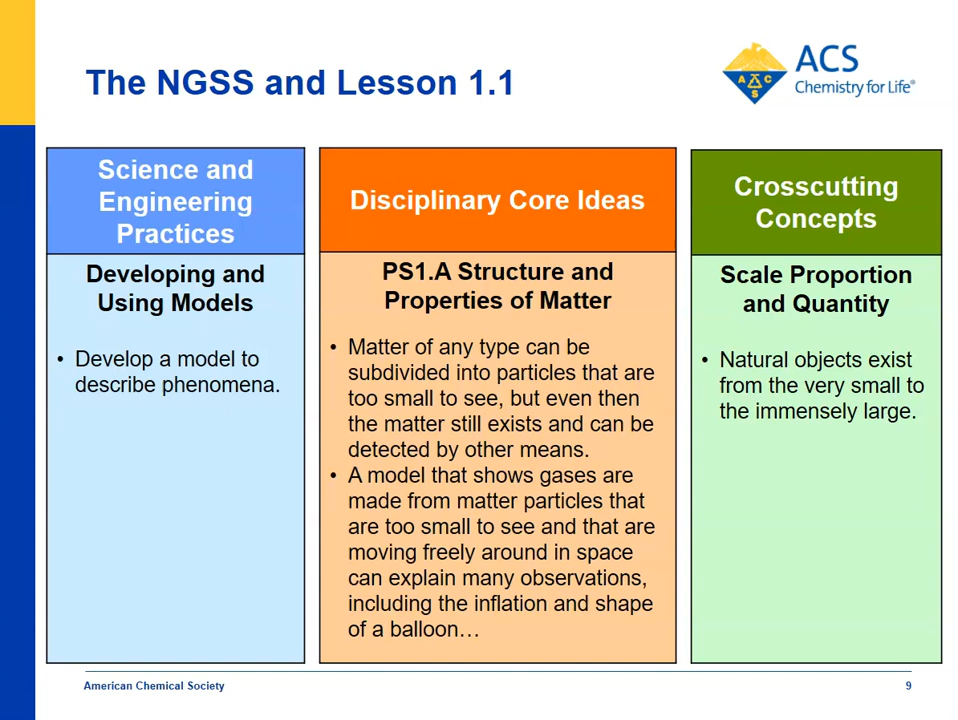 The NGSS and Lesson 1.1
ACS
Chemistry for Life®
A C S
Science and
Engineering
Practices
Developing and
Using Models
• Develop a model to
describe phenomena.
Disciplinary Core Ideas
PS1.A Structure and
Properties of Matter
• Matter of any type can be
subdivided into particles that are
too small to see, but even then
the matter still exists and can be
detected by other means.
• A model that shows gases are
made from matter particles that
are too small to see and that are
moving freely around in space
can explain many observations,
including the inflation and shape
of a balloon…
Crosscutting
Concepts
Scale Proportion
and Quantity
• Natural objects exist
from the very small to
the immensely large.
American Chemical Society
9